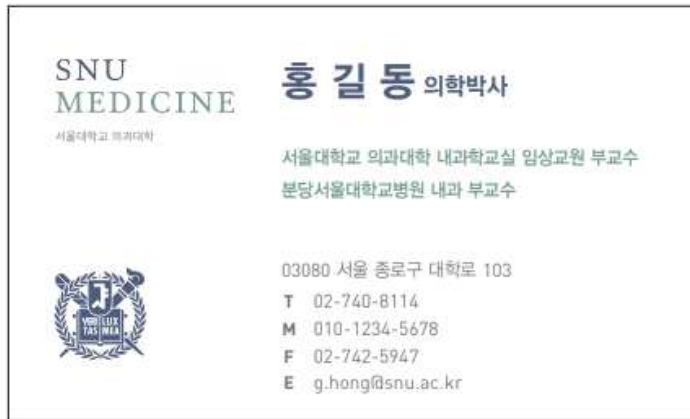 SNU
MEDICINE
서울대학교 의과대학
홍 길 동 의학박사
서울대학교 의과대학 내과학교실 임상교원 부교수
분당서울대학교병원 내과 부교수
VERI LUX
TAS MEA
03080 서울 종로구 대학로 103
T 02-740-8114
M 010-1234-5678
F 02-742-5947
E g.hong@snu.ac.kr